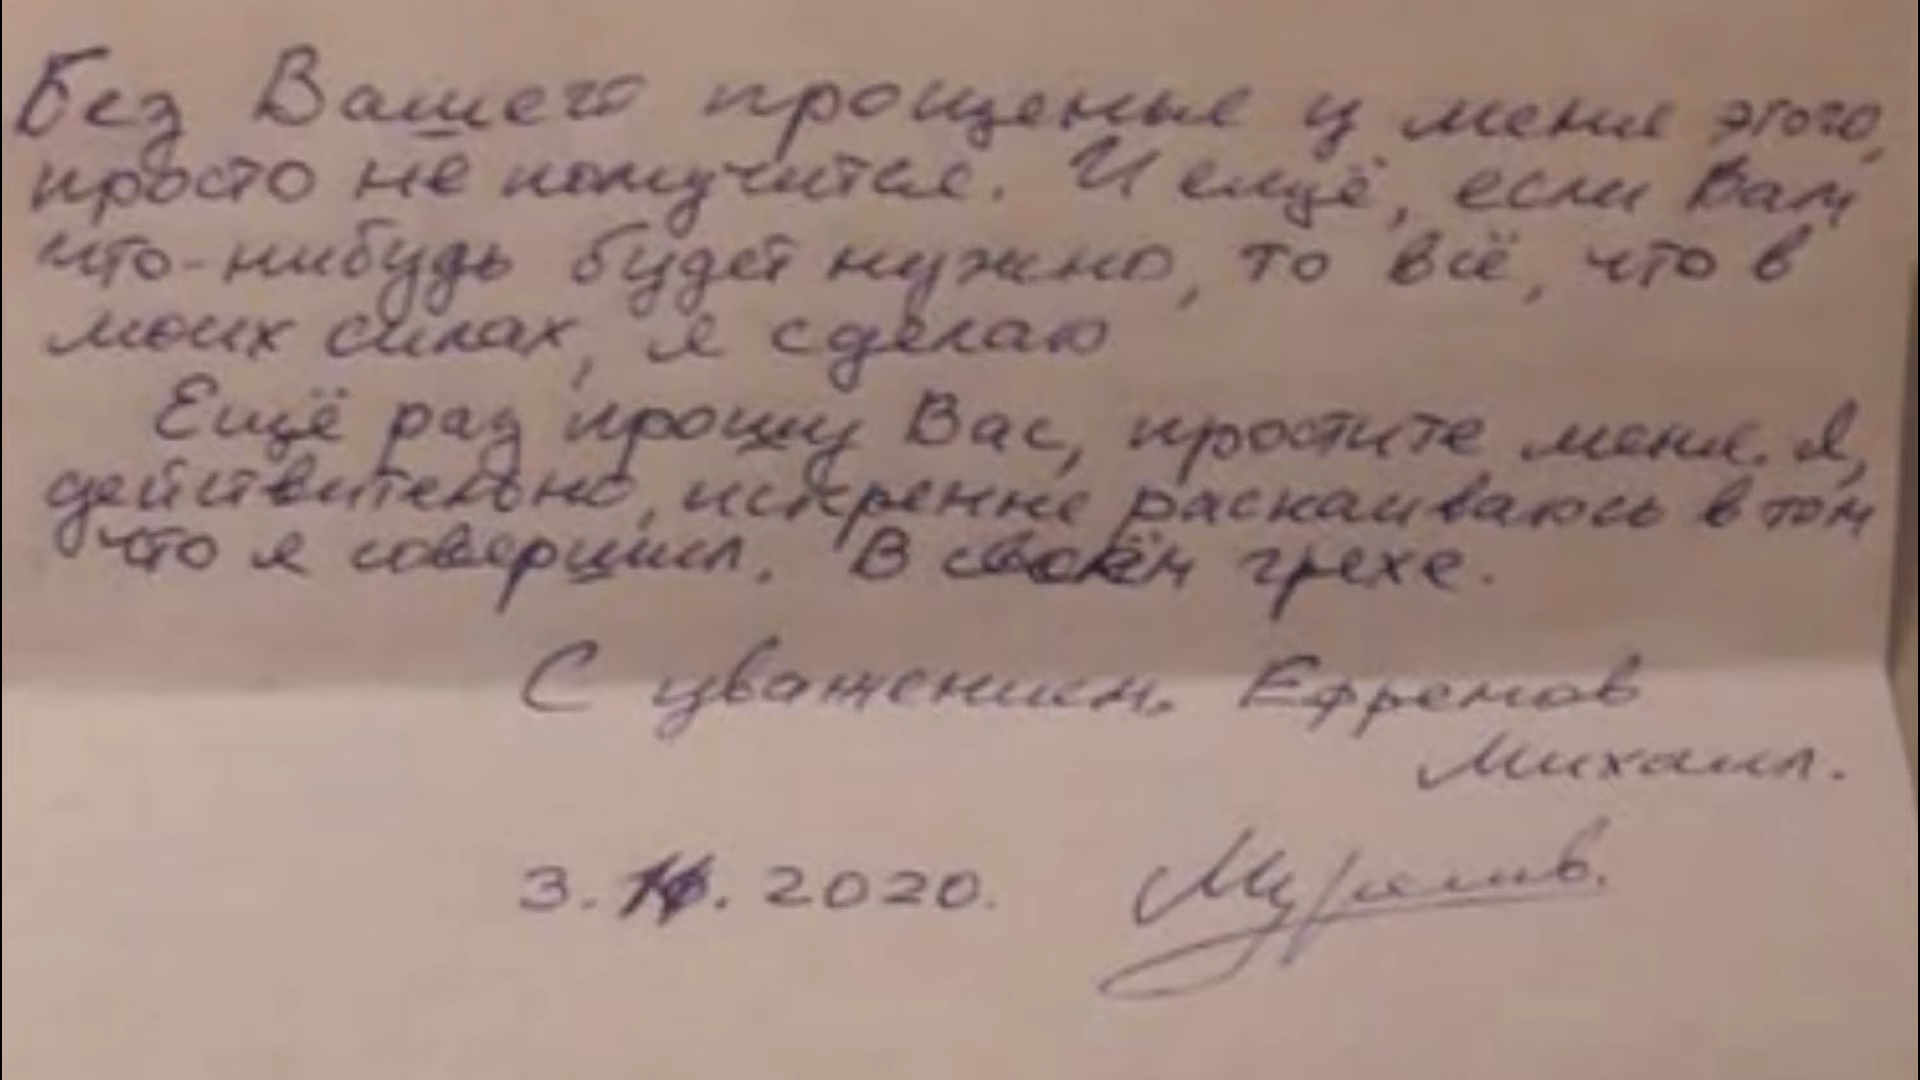 Без Вашего прощенья у меня этого,
просто не получится. И ещё, если Вам
что-нибудь будет нужно, то всё, что в
моих силах, я сделаю
Ещё раз прошу Вас, простите меня. Я,
действительно, искренне раскаиваюсь в том
что я совершил. В своём грехе.
С уважением. Ефремов
Михаил.
3. . 2020.